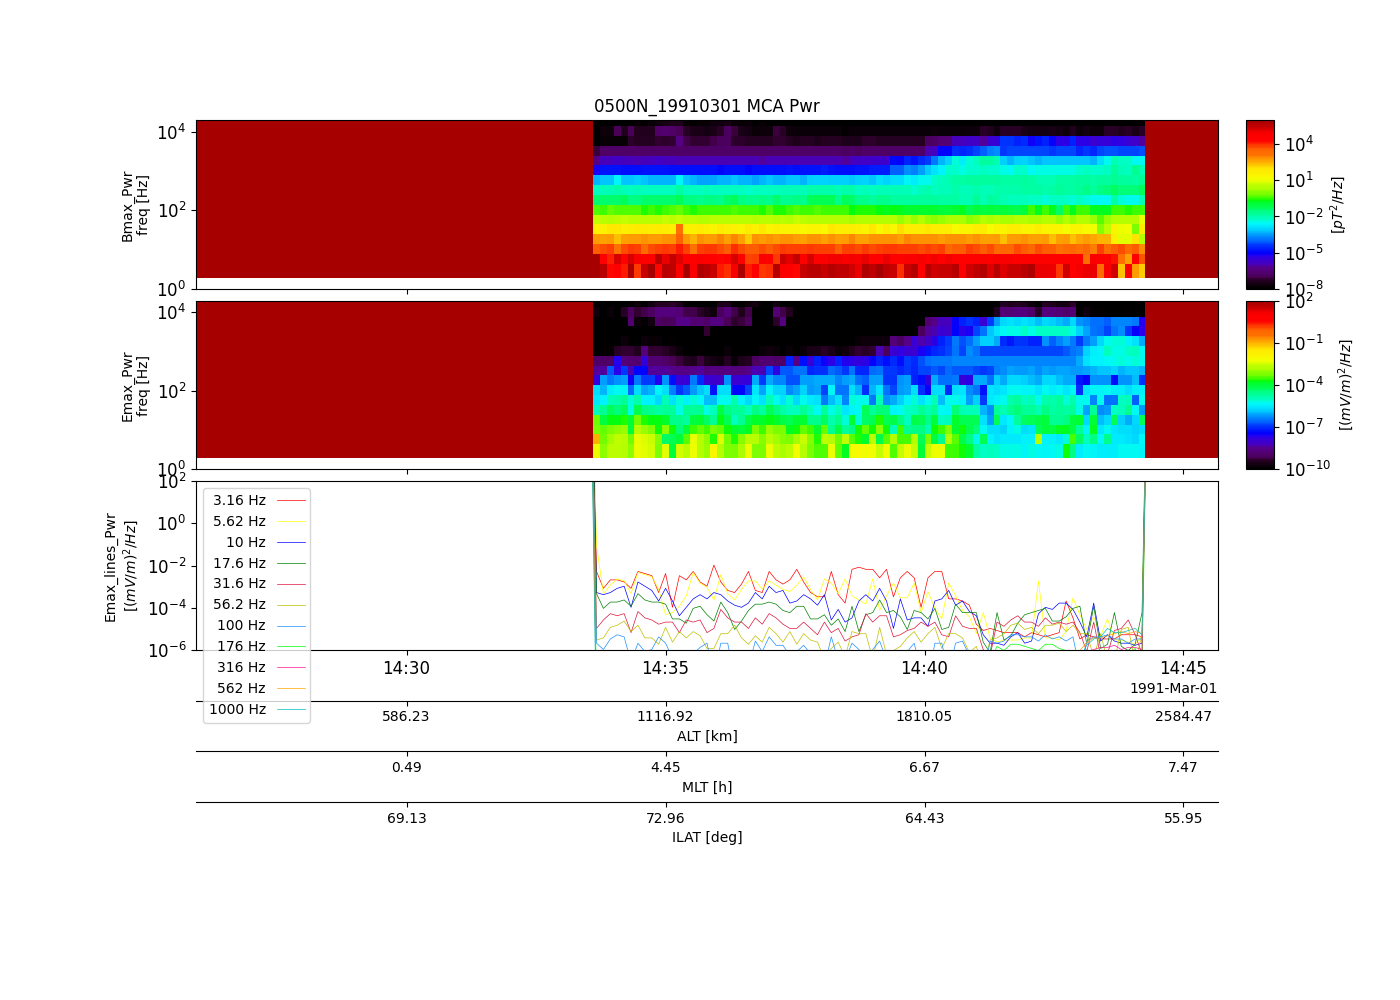 0500N_19910301 MCA Pwr
Bmax_Pwr
freq [Hz]
10^4
10^2
10^0
10^4
10^1
10^-2
10^-5
10^-8
[pT^2/Hz]
Emax_Pwr
freq [Hz]
10^4
10^2
10^0
10^2
10^-1
10^-4
10^-7
10^-10
[(mV/m)^2/Hz]
Emax_lines_Pwr
[(mV/m)^2/Hz]
10^2
10^0
10^-2
10^-4
10^-6
3.16 Hz
5.62 Hz
10 Hz
17.6 Hz
31.6 Hz
56.2 Hz
100 Hz
176 Hz
316 Hz
562 Hz
1000 Hz
14:30 14:35 14:40 14:45
1991-Mar-01
586.23 1116.92 1810.05 2584.47
ALT [km]
0.49 4.45 6.67 7.47
MLT [h]
69.13 72.96 64.43 55.95
ILAT [deg]